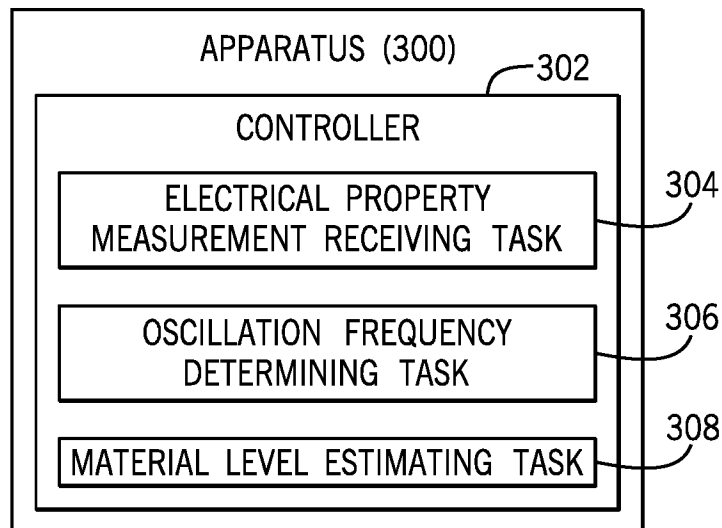 APPARATUS (300)
302
CONTROLLER
ELECTRICAL PROPERTY
MEASUREMENT RECEIVING TASK
304
OSCILLATION FREQUENCY
DETERMINING TASK
306
MATERIAL LEVEL ESTIMATING TASK
308